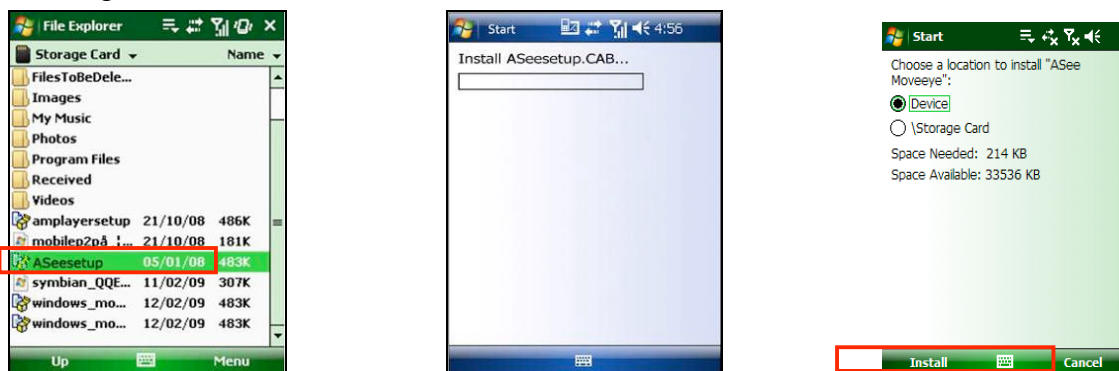 File Explorer
Storage Card
Name
FilesToBeDele...
Images
My Music
Photos
Program Files
Received
Videos
amplayersetup 21/10/08 486K
mobilep2på ¦... 21/10/08 181K
ASeesetup 05/01/08 483K
symbian_QQE... 11/02/09 307K
windows_mo... 12/02/09 483K
windows_mo... 12/02/09 483K
Up Menu
Start 4:56
Install ASeesetup.CAB...
Start
Choose a location to install "ASee
Moveeye":
Device
\Storage Card
Space Needed: 214 KB
Space Available: 33536 KB
Install Cancel